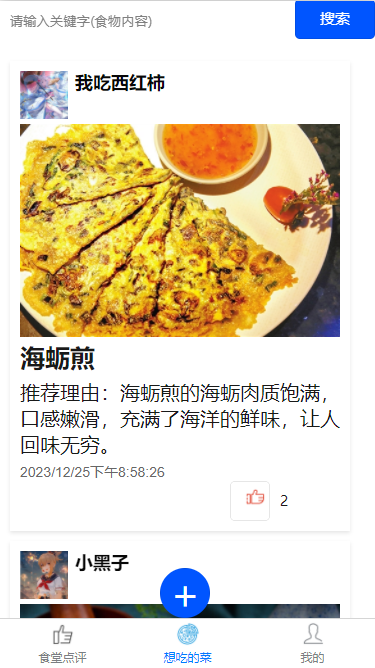 请输入关键字(食物内容)
搜索
我吃西红柿
海蛎煎
推荐理由：海蛎煎的海蛎肉质饱满，
口感嫩滑，充满了海洋的鲜味，让人
回味无穷。
2023/12/25下午8:58:26
2
小黑子
+
食堂点评
想吃的菜
我的